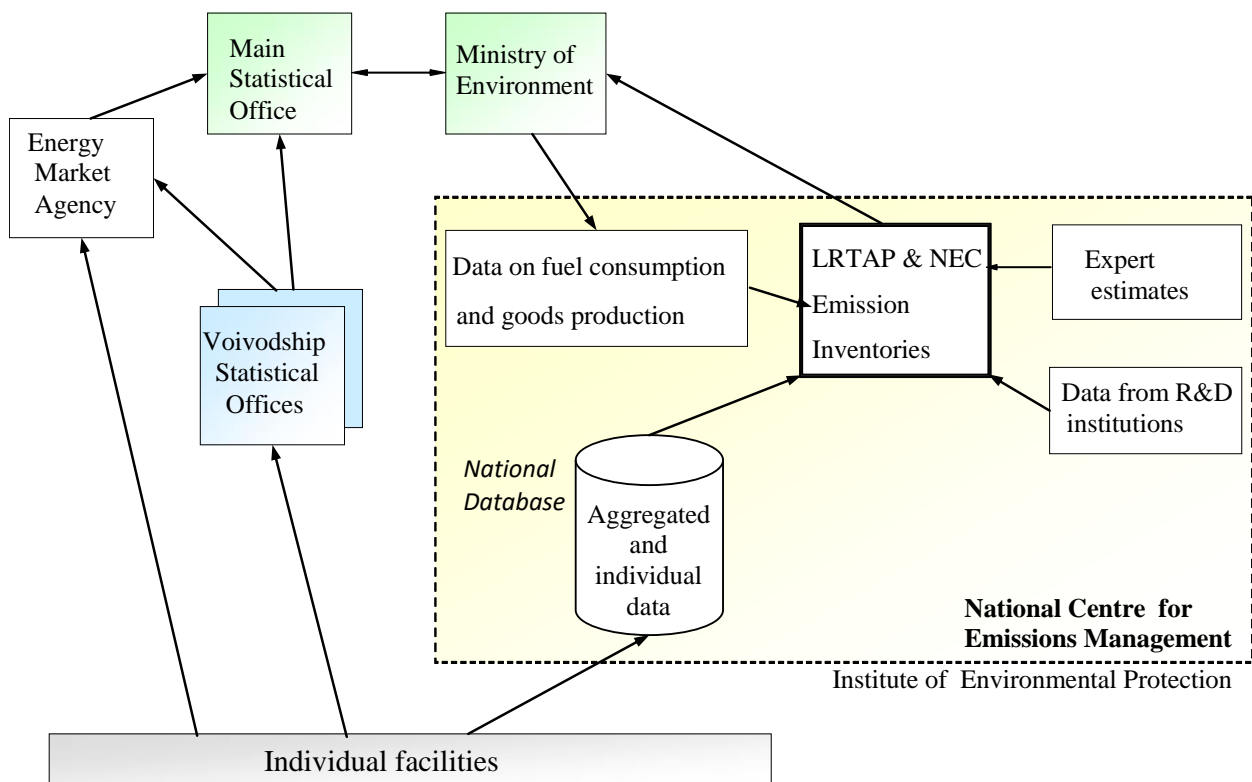 Main
Statistical
Office
Ministry of
Environment
Energy
Market
Agency
Data on fuel consumption
and goods production
LRTAP & NEC
Emission
Inventories
Expert
estimates
Voivodship
Statistical
Offices
Data from R&D
institutions
National
Database
Aggregated
and
individual
data
National Centre for
Emissions Management
Institute of Environmental Protection
Individual facilities